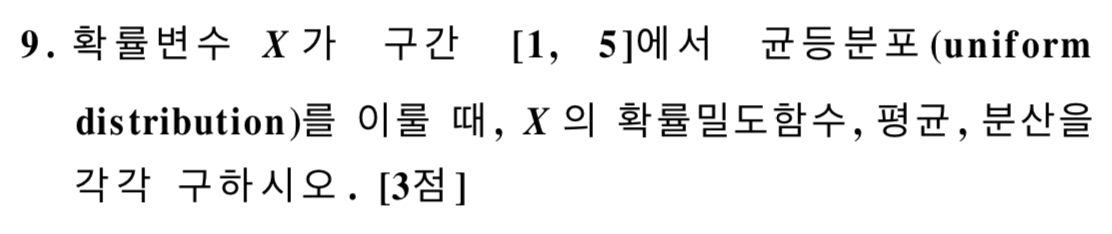 9. 확률변수 X가 구간 [1, 5]에서 균등분포(uniform
distribution)를 이룰 때, X의 확률밀도함수, 평균, 분산을
각각 구하시오. [3점]